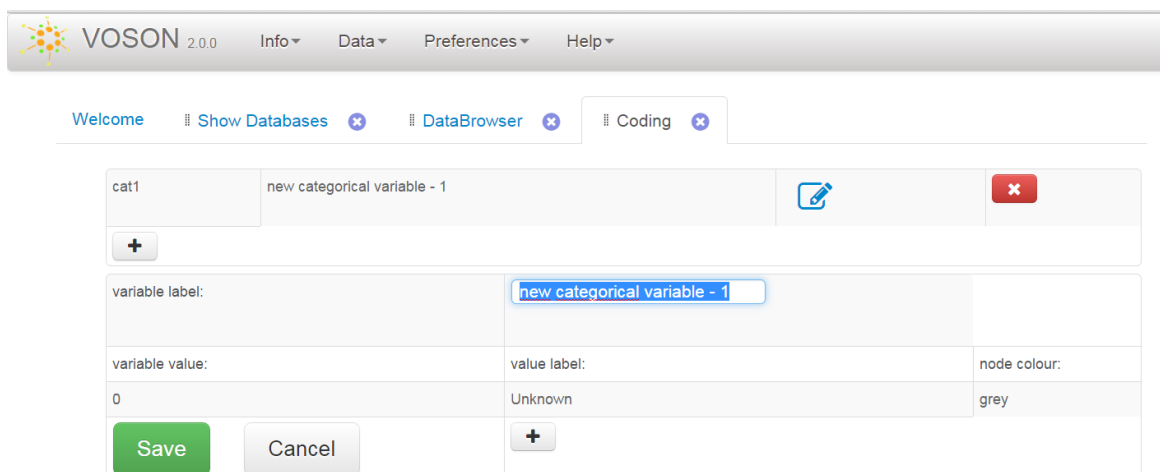 VOSON 2.0.0 Info Data Preferences Help
Welcome Show Databases DataBrowser Coding
cat1 new categorical variable - 1
+
variable label: new categorical variable - 1
variable value: value label: node colour:
0 Unknown grey
Save Cancel +